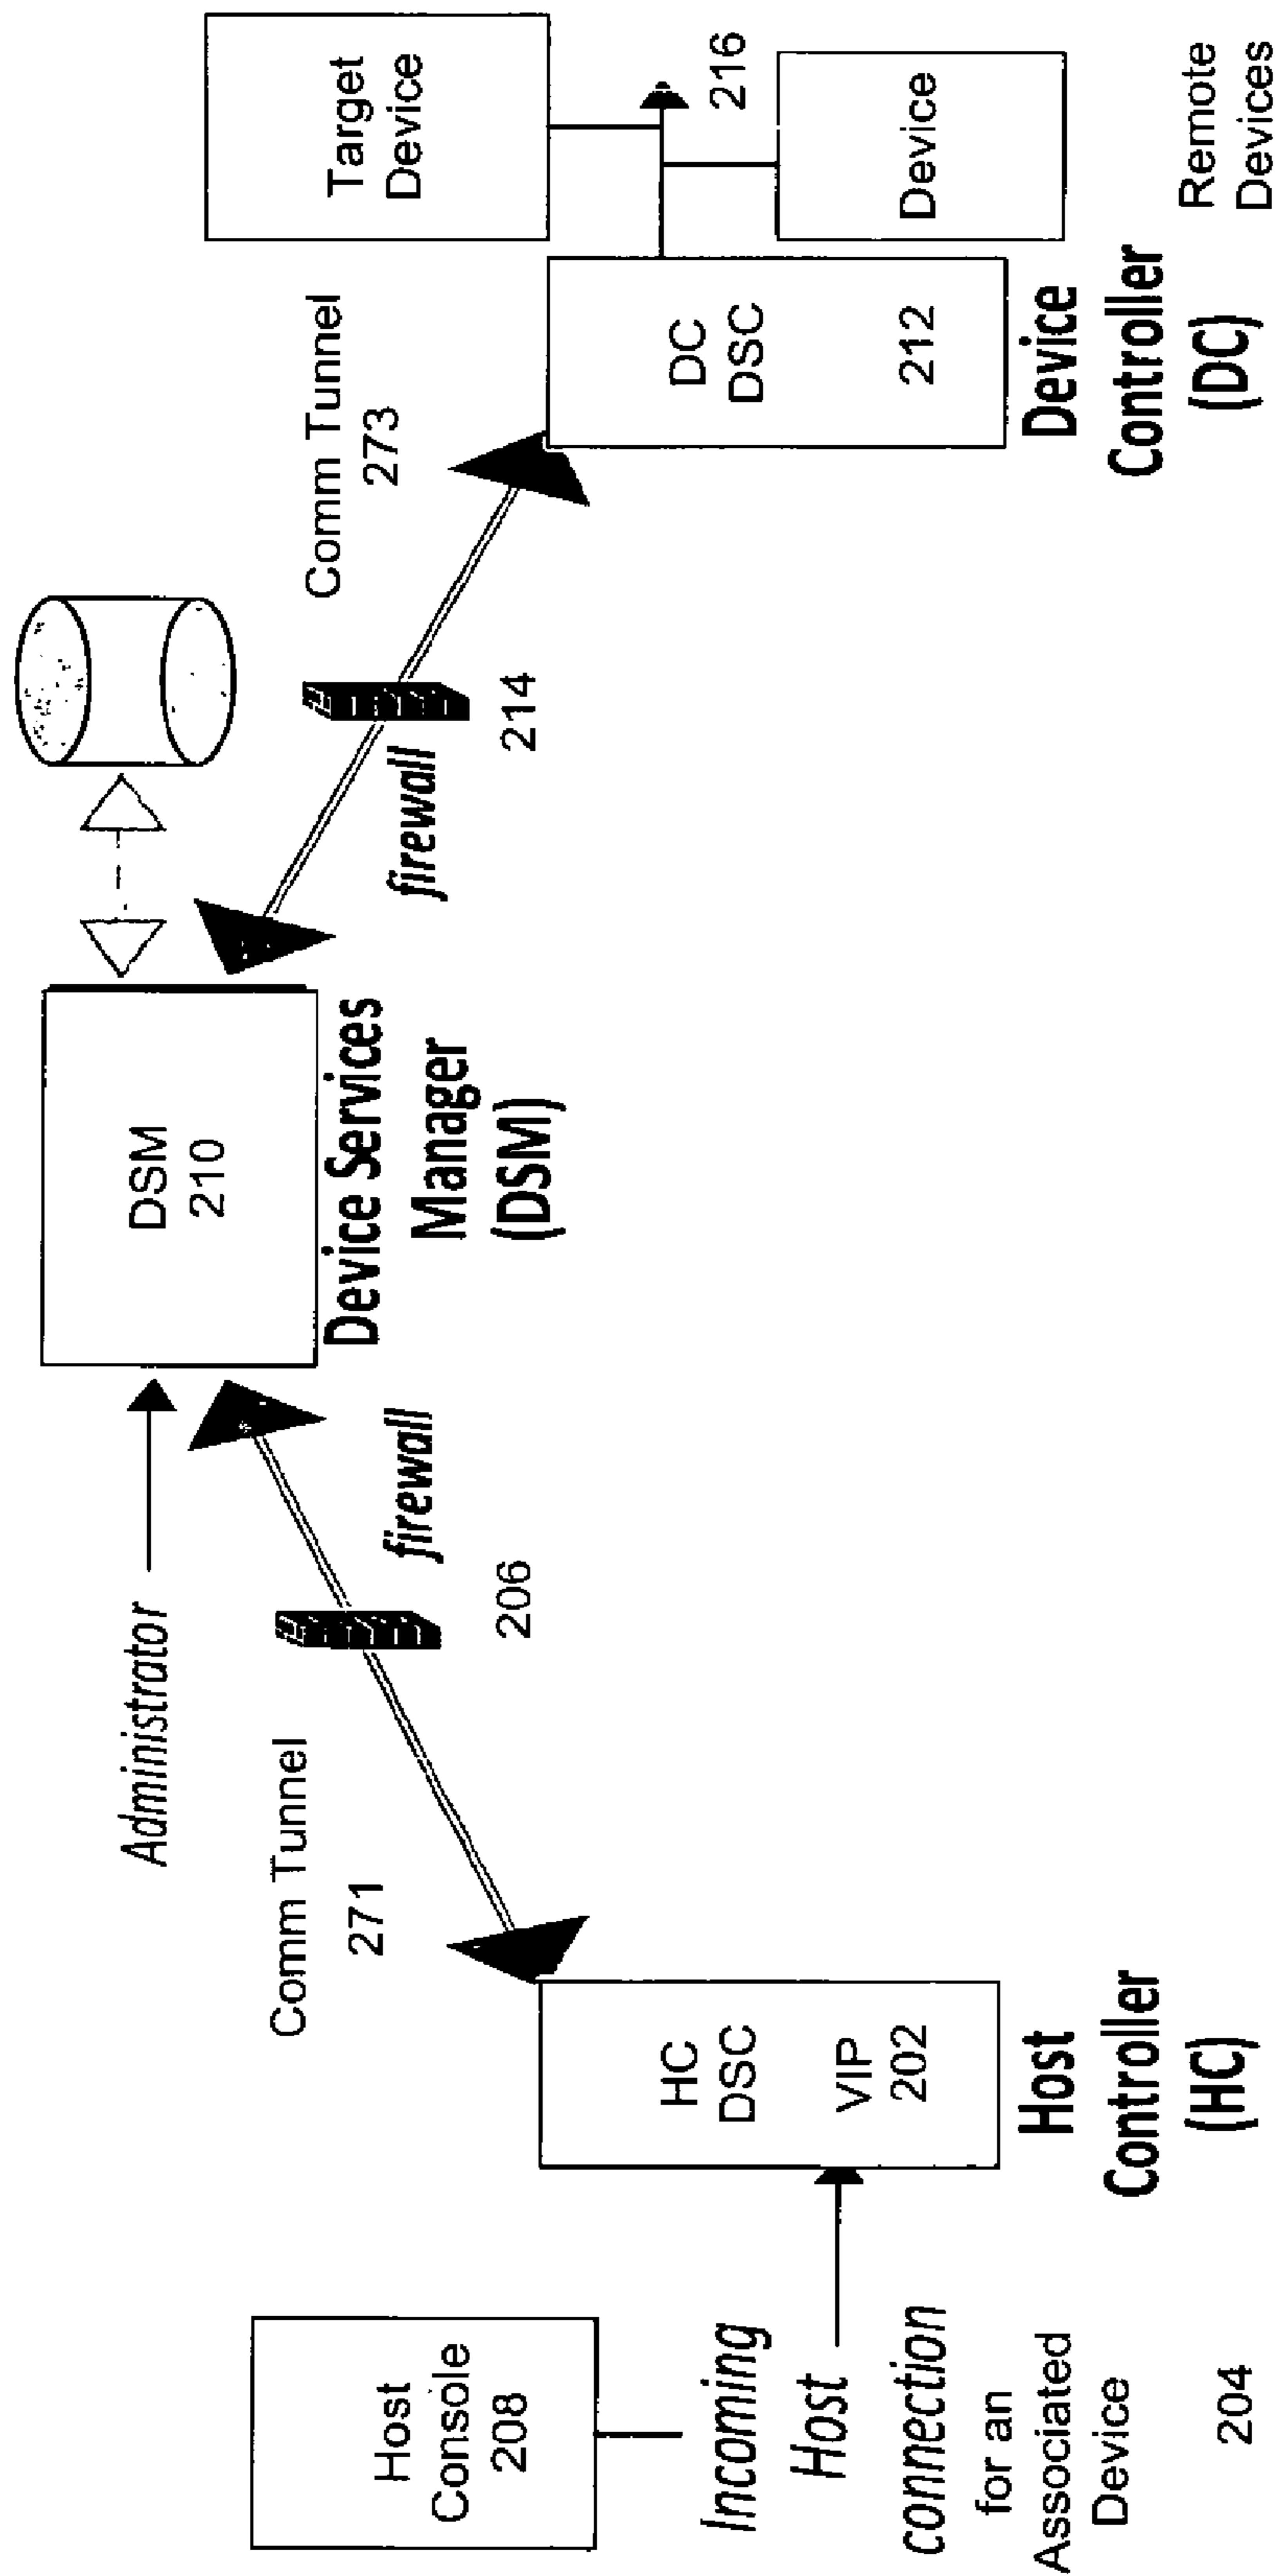 Administrator
DSM
210
Device Services
Manager
(DSM)
Comm Tunnel
271
firewall
206
Comm Tunnel
273
firewall
214
Host
Console
208
Incoming
Host
connection
for an
Associated
Device
204
HC
DSC
VIP
202
Host
Controller
(HC)
DC
DSC
212
Device
Controller
(DC)
Target
Device
216
Device
Remote
Devices